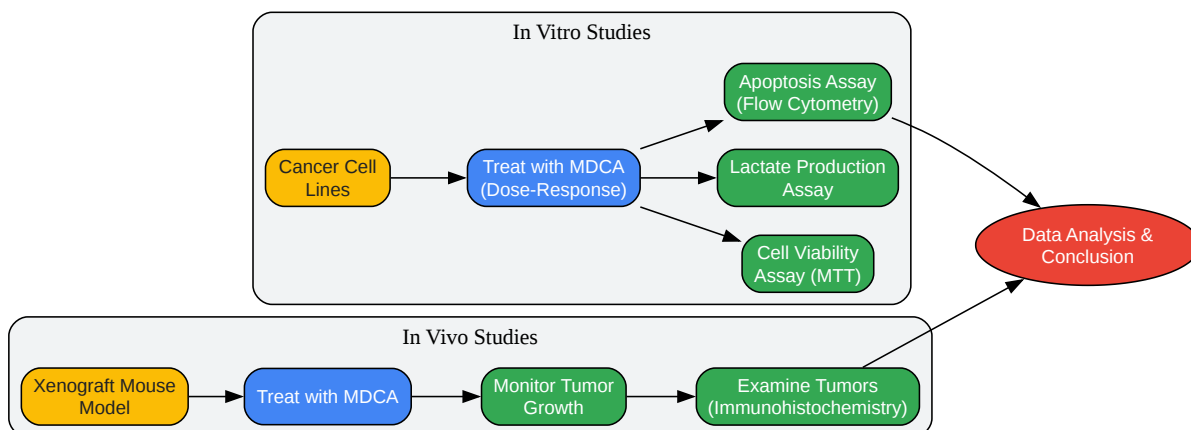 In Vitro Studies
Apoptosis Assay
(Flow Cytometry)
Cancer Cell
Lines
Treat with MDCA
(Dose-Response)
Lactate Production
Assay
Cell Viability
Assay (MTT)
Data Analysis &
Conclusion
In Vivo Studies
Xenograft Mouse
Model
Treat with MDCA
Monitor Tumor
Growth
Examine Tumors
(Immunohistochemistry)